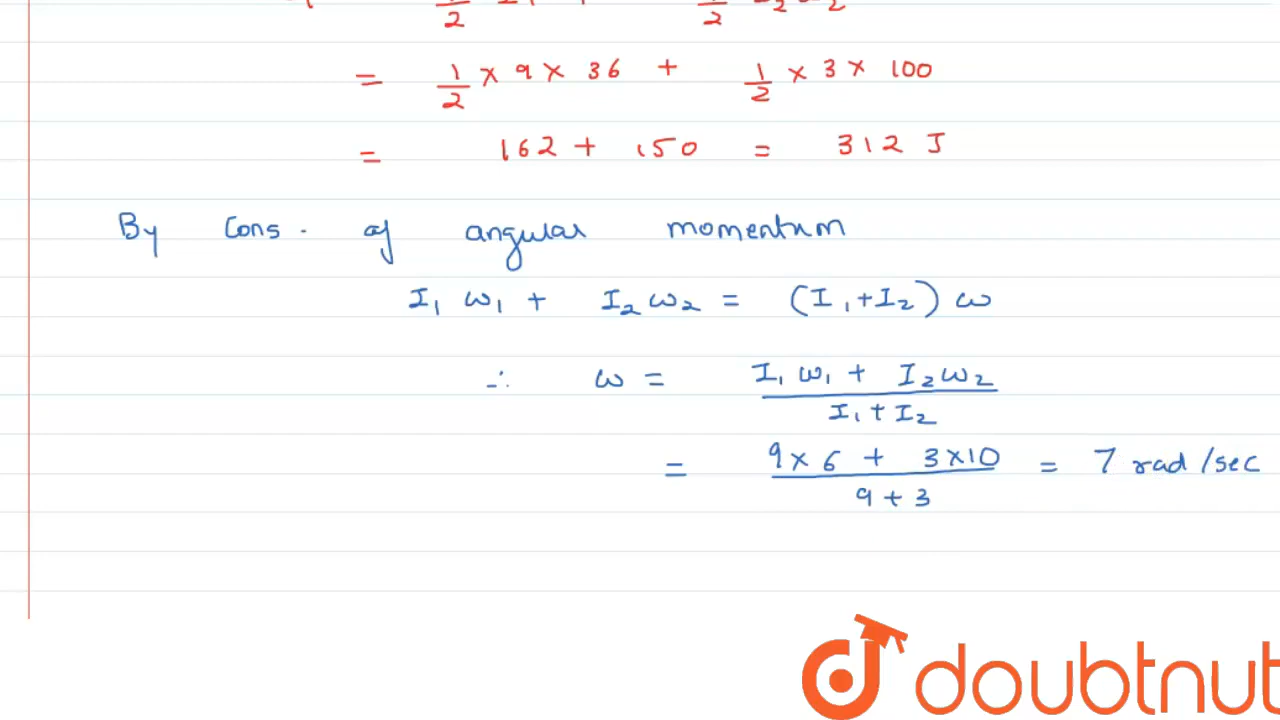 2 2
= 1/2 × 9 × 36 + 1/2 × 3 × 100
= 162 + 150 = 312 J
By Cons. of angular momentum
I₁ ω₁ + I₂ ω₂ = (I₁+I₂) ω
∴ ω = I₁ ω₁ + I₂ ω₂ / I₁ + I₂
= 9×6 + 3×10 / 9+3 = 7 rad/sec
doubtnut